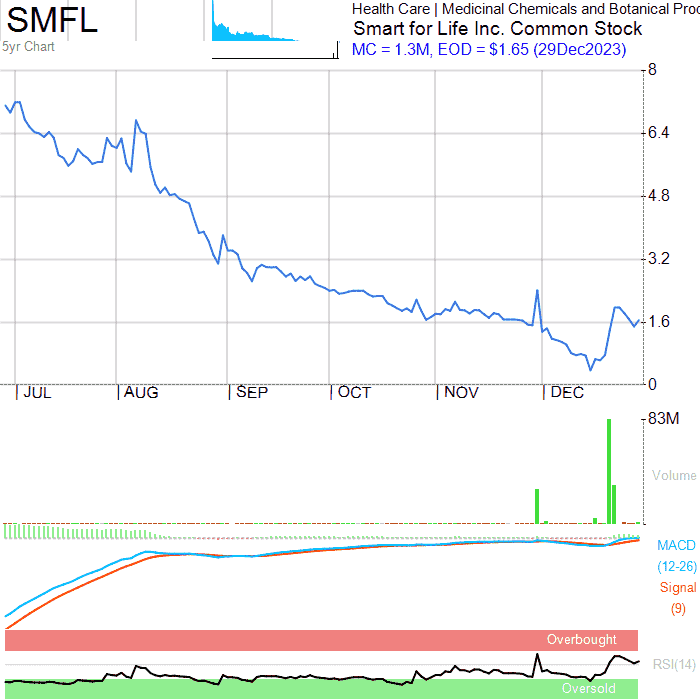 SMFL
5yr Chart
Health Care | Medicinal Chemicals and Botanical Proc
Smart for Life Inc. Common Stock
MC = 1.3M, EOD = $1.65 (29Dec2023)
8
6.4
4.8
3.2
1.6
0
JUL AUG SEP OCT NOV DEC
83M
Volume
MACD
(12-26)
Signal
(9)
Overbought
RSI(14)
Oversold